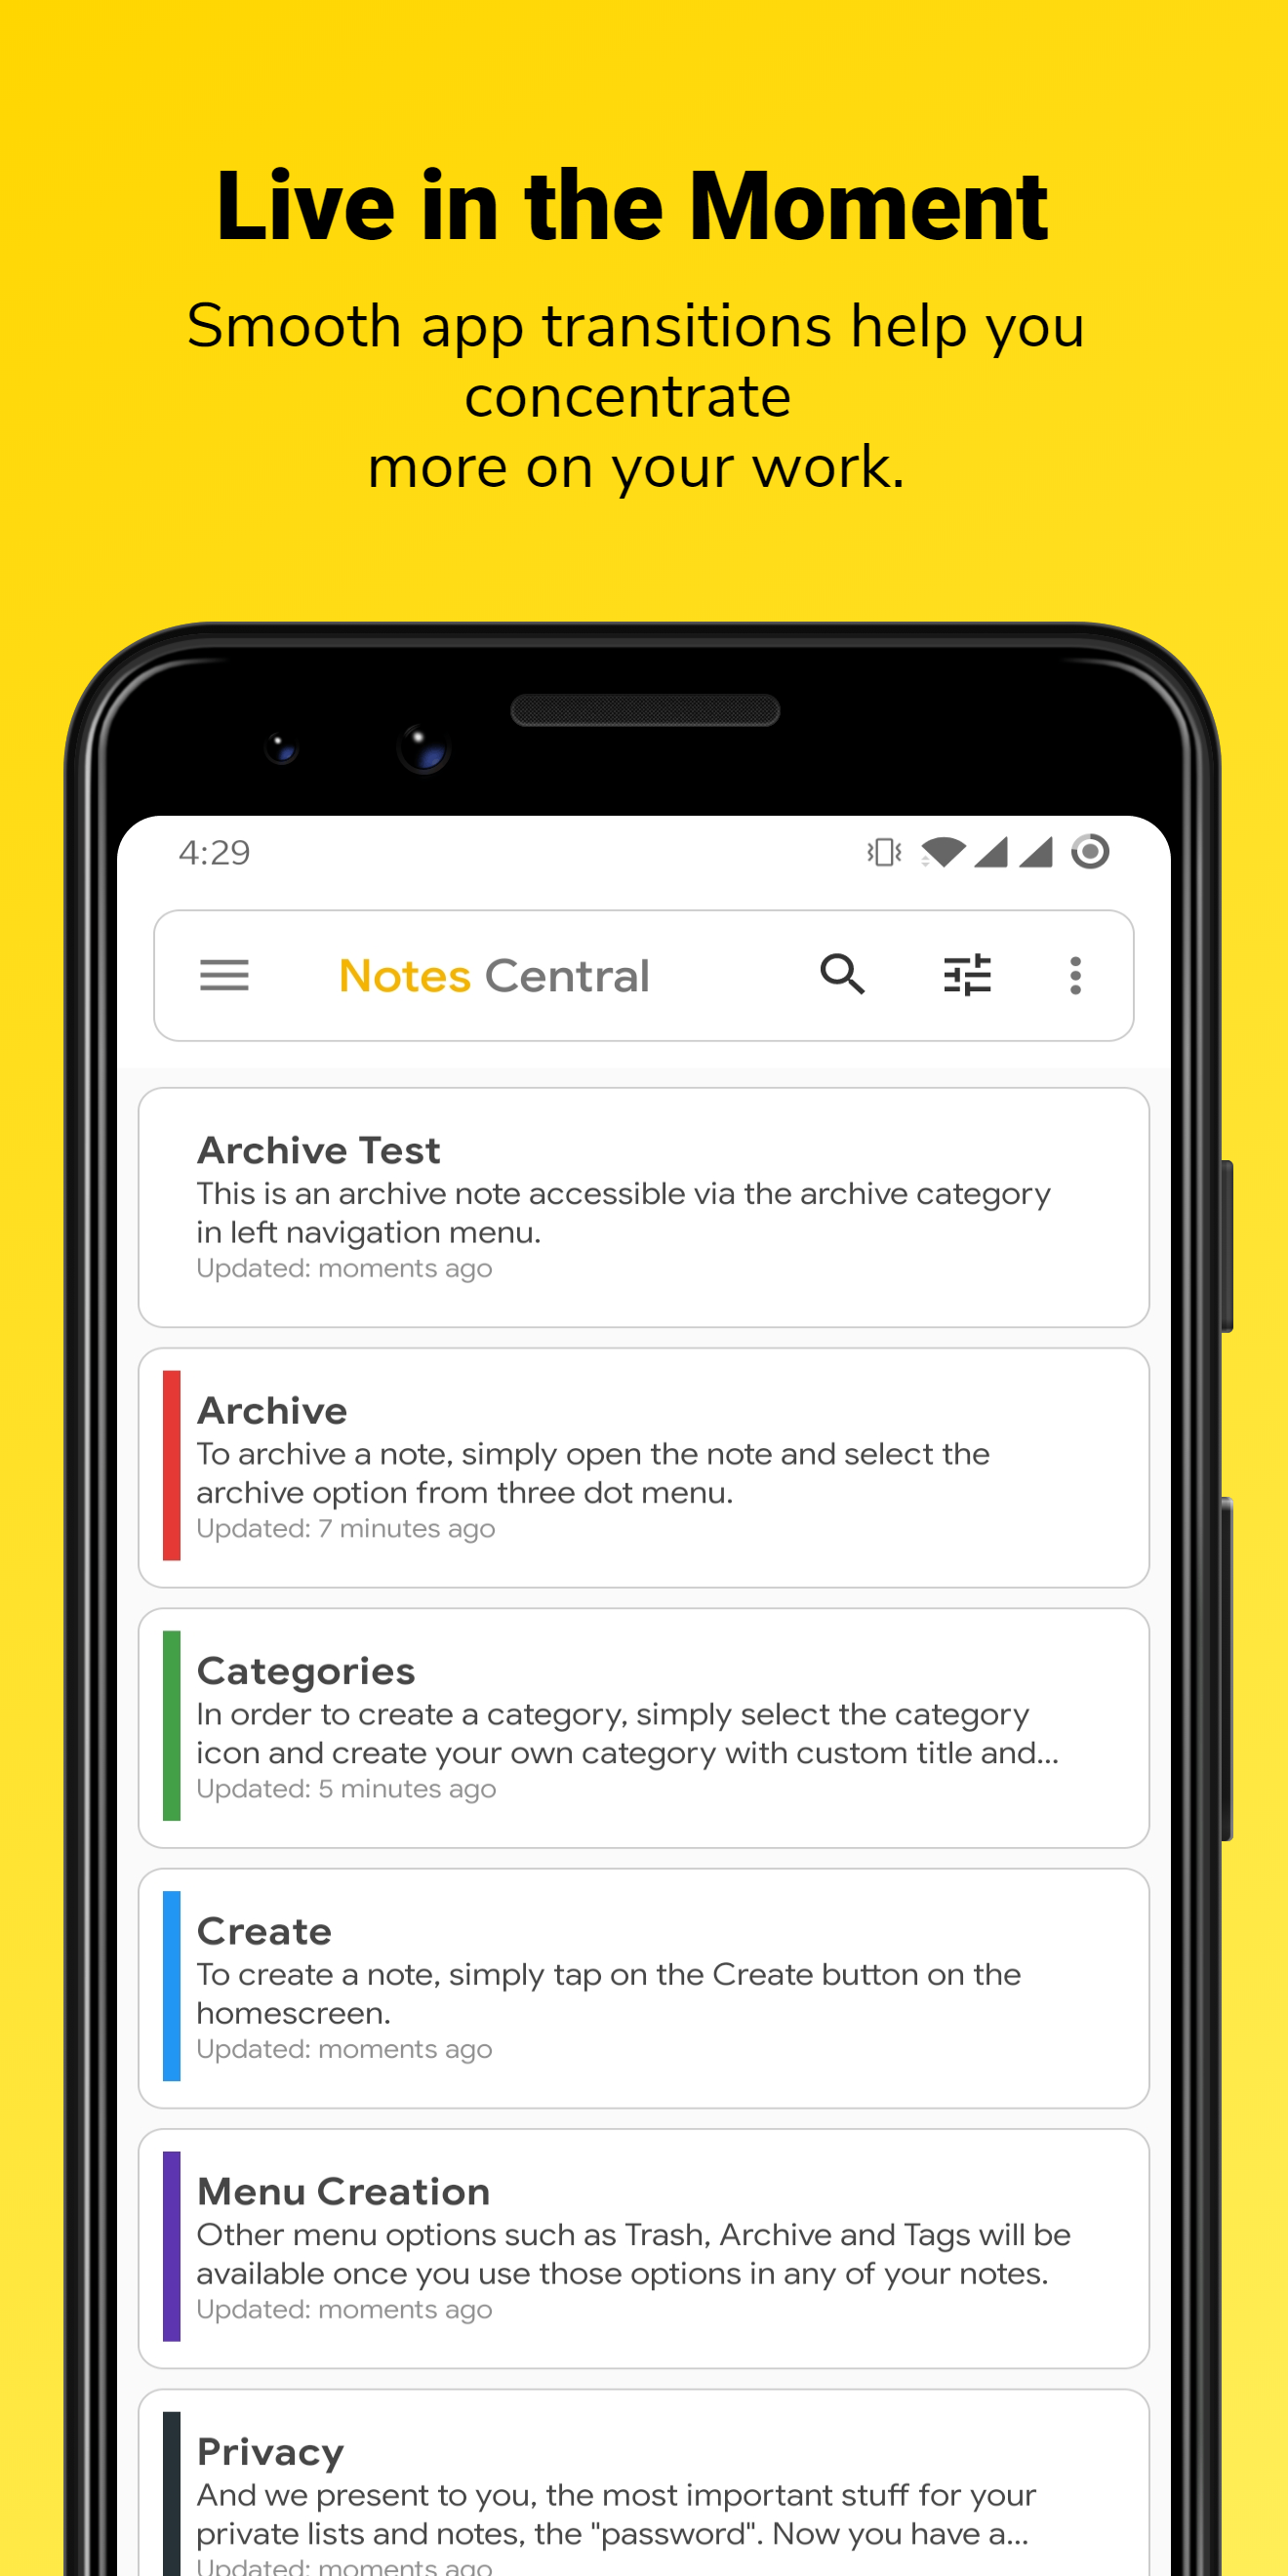 Live in the Moment
Smooth app transitions help you
concentrate
more on your work.
4:29
Notes Central
Archive Test
This is an archive note accessible via the archive category
in left navigation menu.
Updated: moments ago
Archive
To archive a note, simply open the note and select the
archive option from three dot menu.
Updated: 7 minutes ago
Categories
In order to create a category, simply select the category
icon and create your own category with custom title and...
Updated: 5 minutes ago
Create
To create a note, simply tap on the Create button on the
homescreen.
Updated: moments ago
Menu Creation
Other menu options such as Trash, Archive and Tags will be
available once you use those options in any of your notes.
Updated: moments ago
Privacy
And we present to you, the most important stuff for your
private lists and notes, the "password". Now you have a...
Updated: moments ago